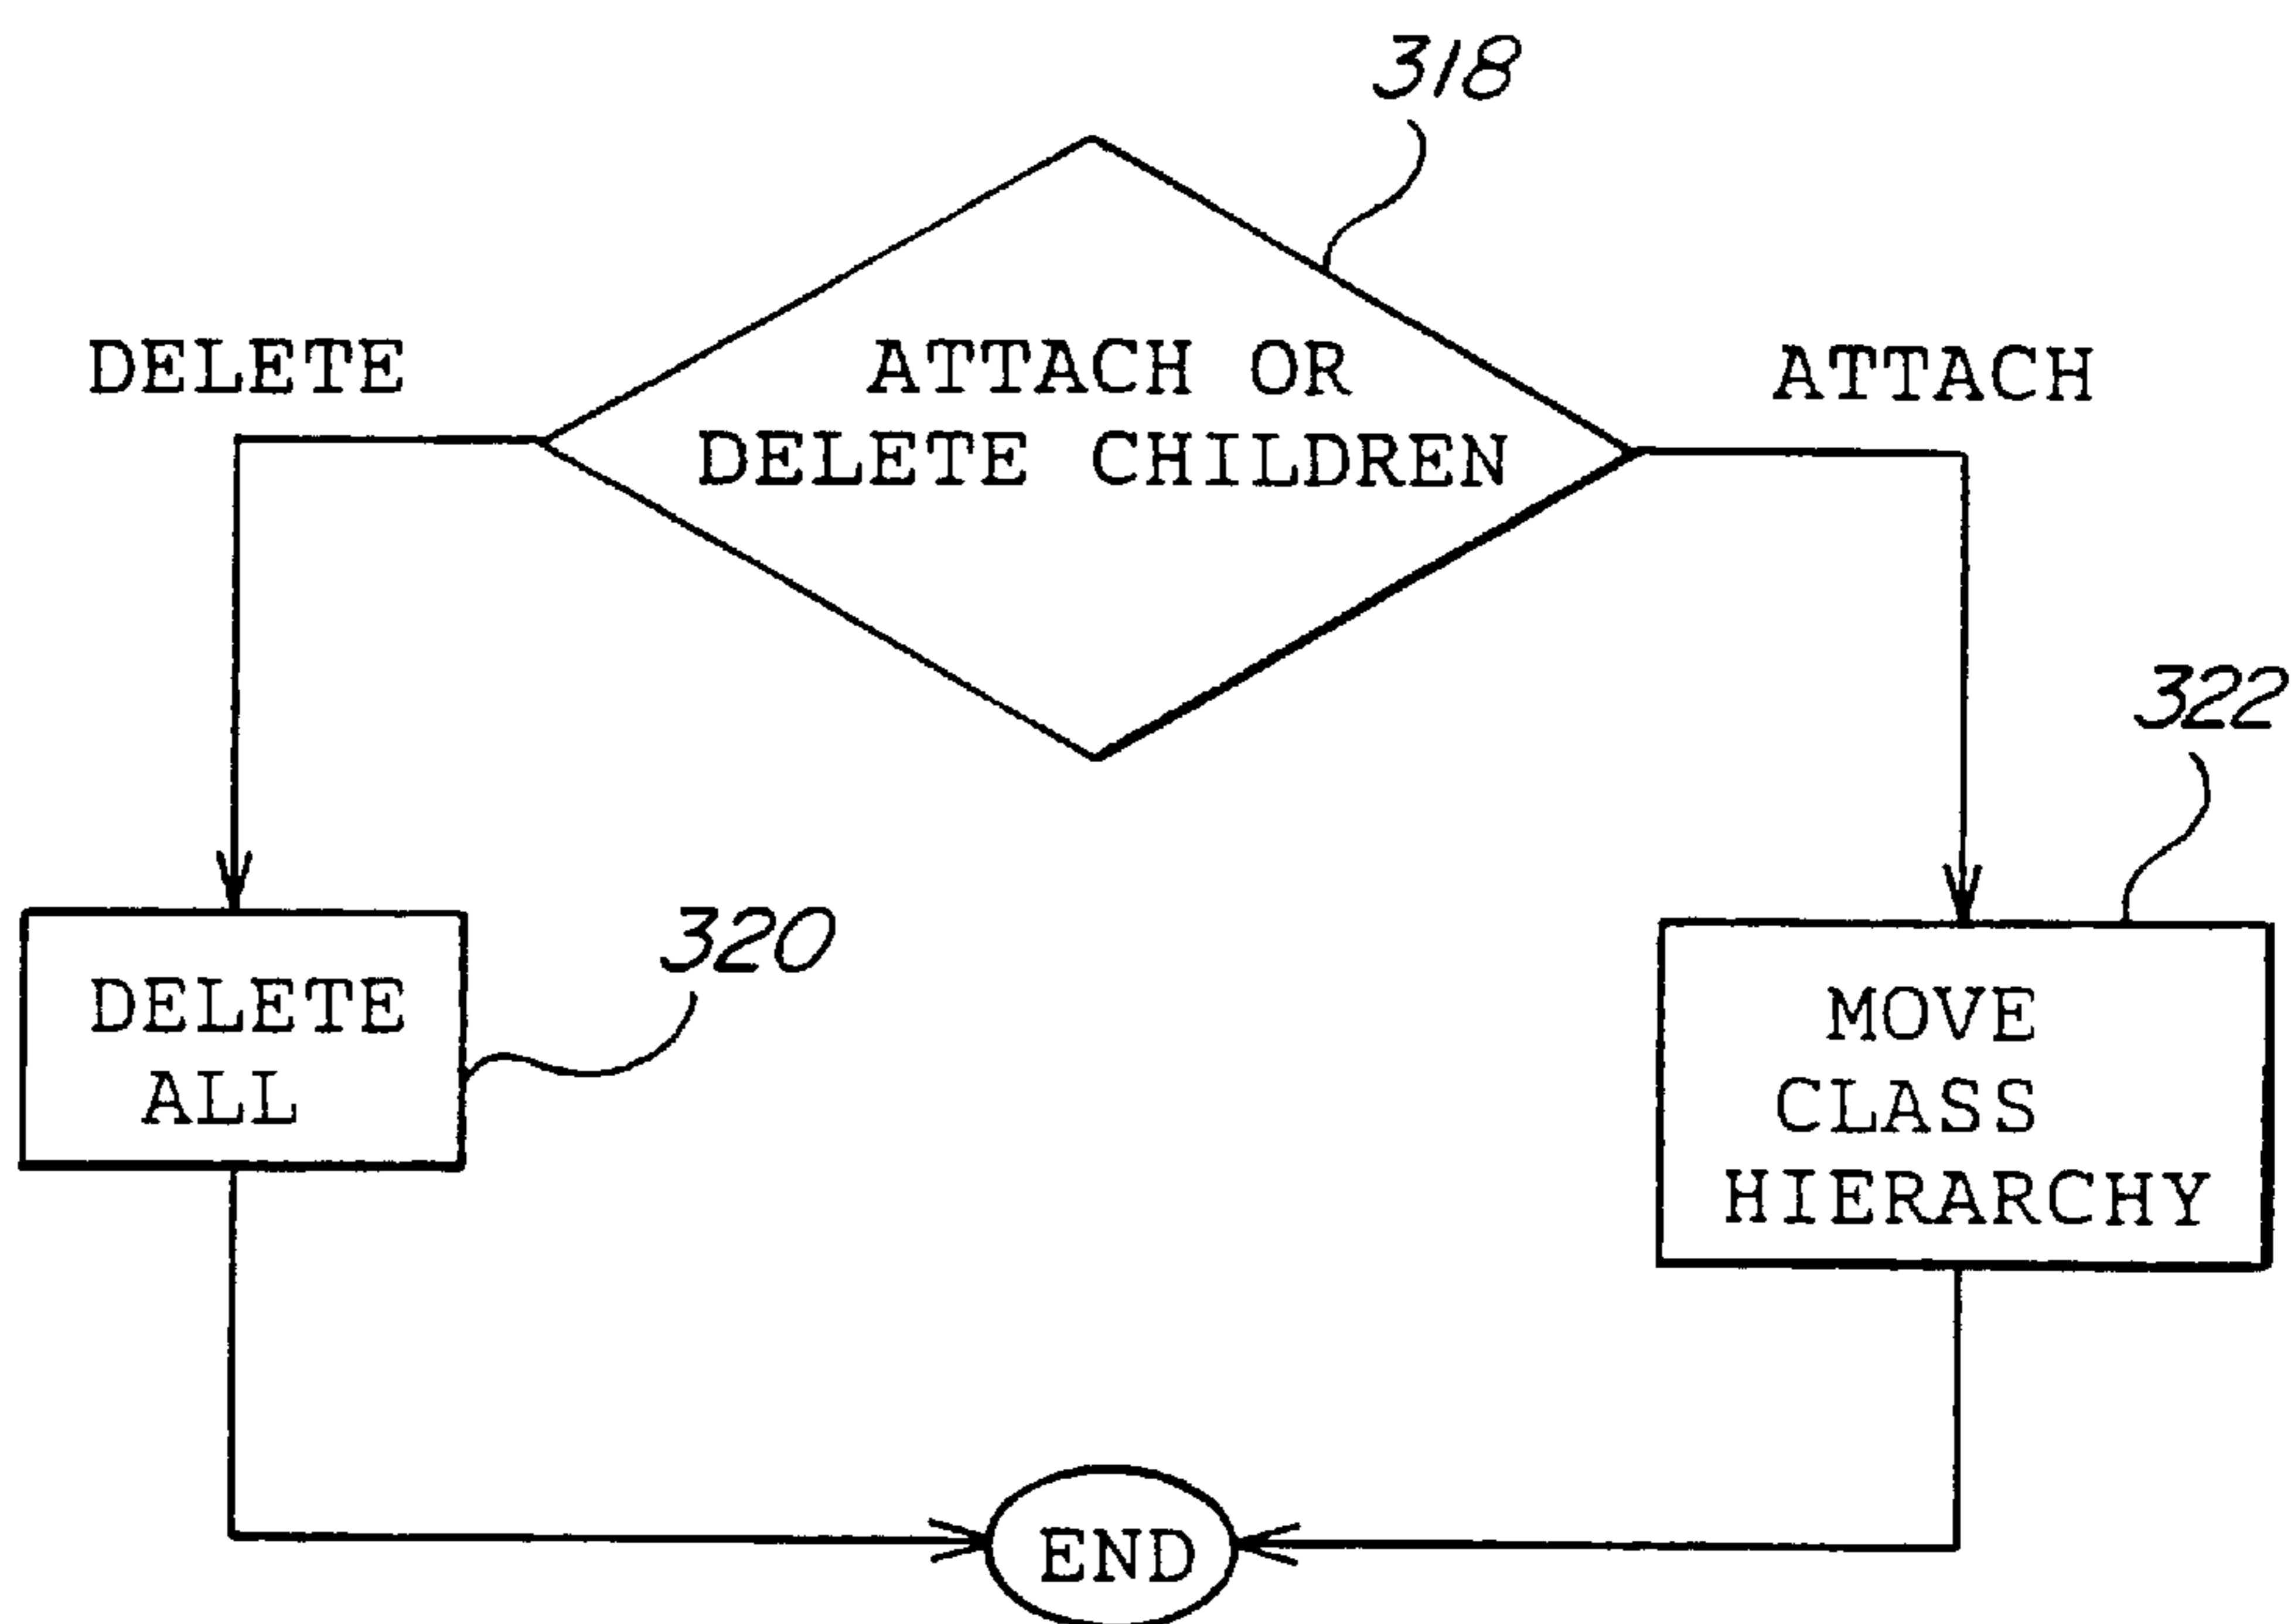 318
DELETE
ATTACH OR
DELETE CHILDREN
ATTACH
322
320
DELETE
ALL
MOVE
CLASS
HIERARCHY
END